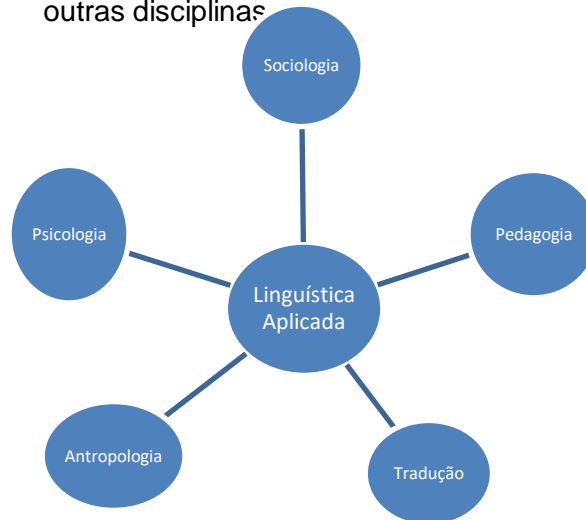 outras disciplinas
Sociologia
Psicologia
Pedagogia
Linguística
Aplicada
Antropologia
Tradução